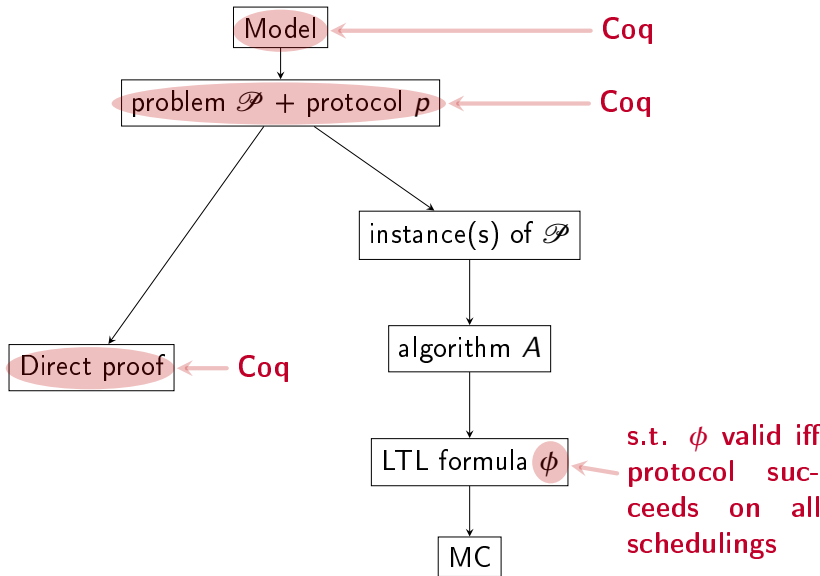 Model
Coq
problem 𝒫 + protocol p
Coq
instance(s) of 𝒫
algorithm A
Direct proof
Coq
LTL formula ϕ
s.t. ϕ valid iff
protocol suc-
ceeds on all
schedulings
MC